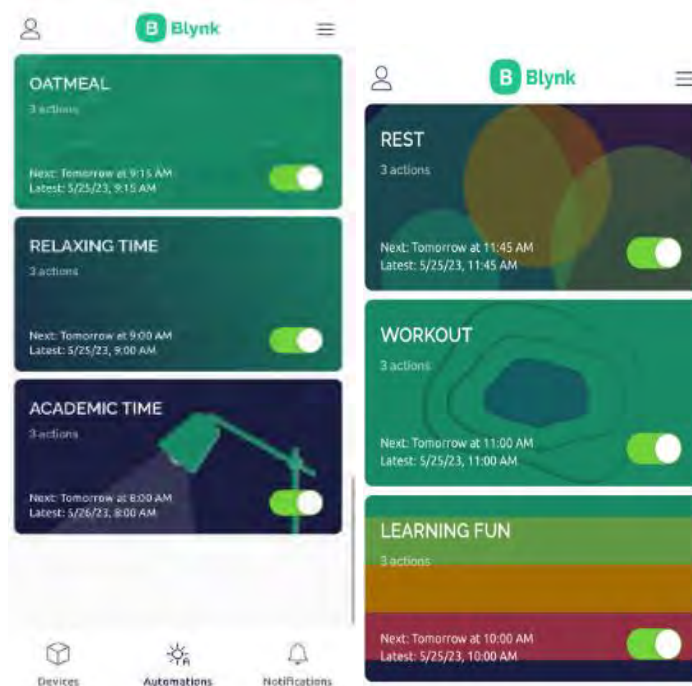 Blynk
OATMEAL
3 actions
Next: Tomorrow at 9:15 AM
Latest: 5/25/23, 9:15 AM
RELAXING TIME
3 actions
Next: Tomorrow at 9:00 AM
Latest: 5/25/23, 9:00 AM
ACADEMIC TIME
3 actions
Next: Tomorrow at 8:00 AM
Latest: 5/26/23, 8:00 AM
Devices
Automations
Notifications
Blynk
REST
3 actions
Next: Tomorrow at 11:45 AM
Latest: 5/25/23, 11:45 AM
WORKOUT
3 actions
Next: Tomorrow at 11:00 AM
Latest: 5/25/23, 11:00 AM
LEARNING FUN
3 actions
Next: Tomorrow at 10:00 AM
Latest: 5/25/23, 10:00 AM